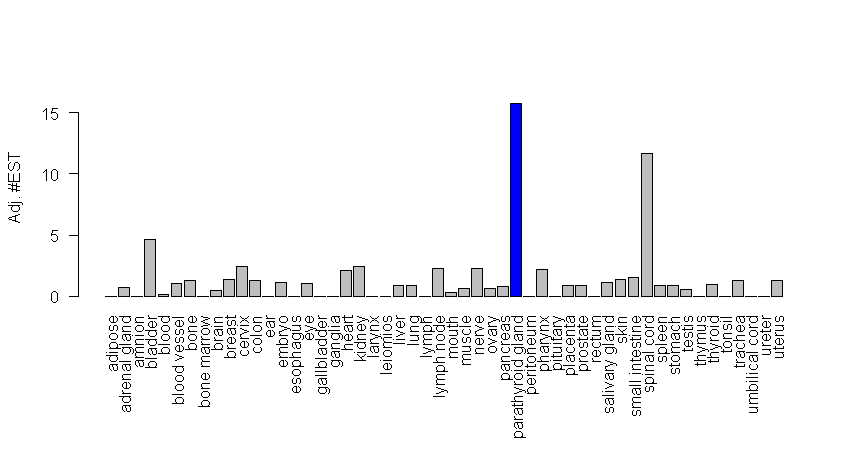 Adj. #EST
15
10
5
0
adipose
adrenal gland
amnion
bladder
blood
blood vessel
bone
bone marrow
brain
breast
cervix
colon
ear
embryo
esophagus
eye
gallbladder
ganglia
heart
kidney
larynx
leiomios
liver
lung
lymph
lymph node
mouth
muscle
nerve
ovary
pancreas
parathyroid gland
peritoneum
pharynx
pituitary
placenta
prostate
rectum
salivary gland
skin
small intestine
spinal cord
spleen
stomach
testis
thymus
thyroid
tonsil
trachea
umbilical cord
ureter
uterus